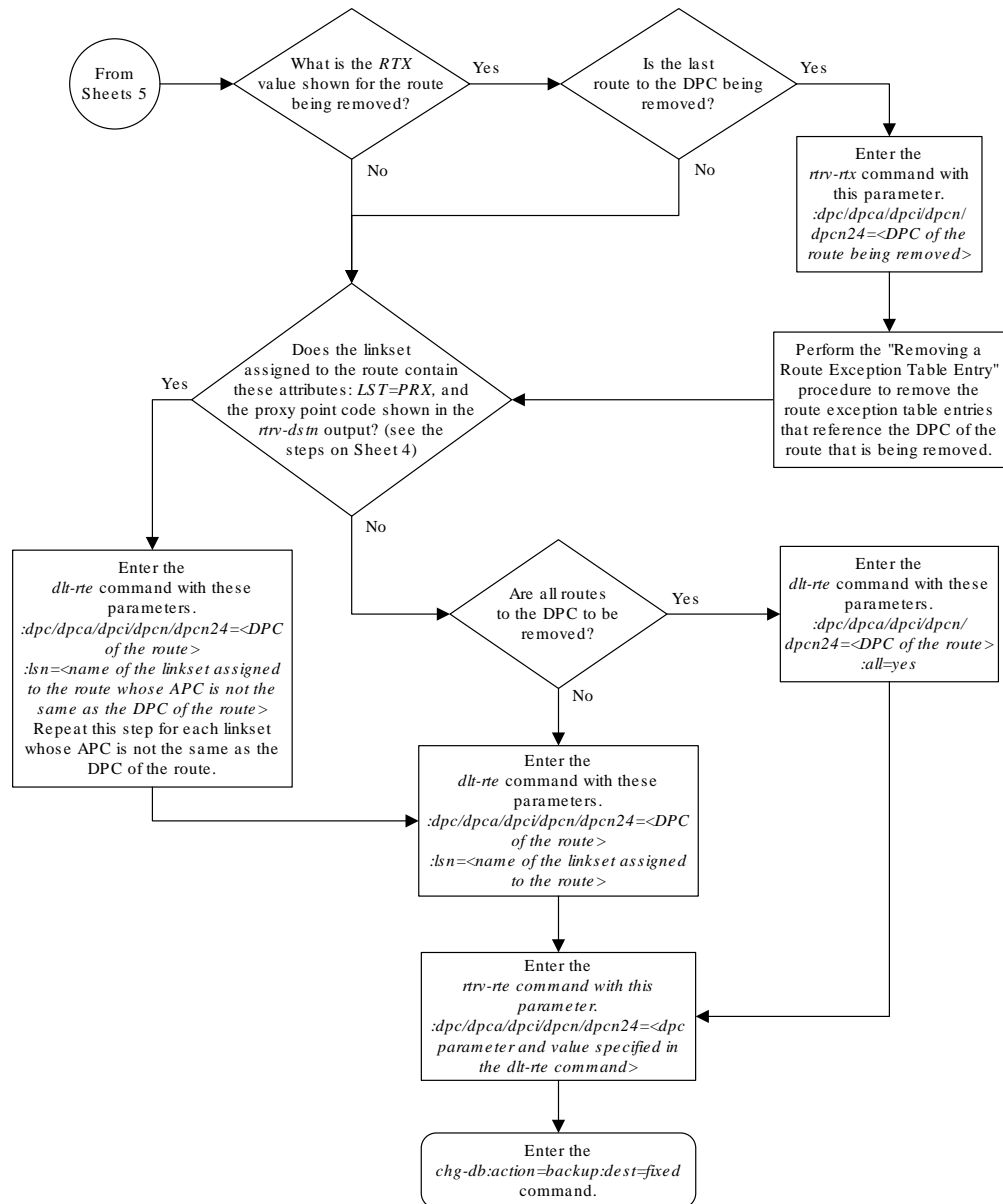 From
Sheets 5
What is the RTX
value shown for the route
being removed?
Yes
No
Is the last
route to the DPC being
removed?
Yes
No
Enter the
rtrv-rtx command with
this parameter.
:dpc/dpca/dpci/dpcn/
dpcn24=<DPC of the
route being removed>
Perform the "Removing a
Route Exception Table Entry"
procedure to remove the
route exception table entries
that reference the DPC of the
route that is being removed.
Does the linkset
assigned to the route contain
these attributes: LST=PRX, and
the proxy point code shown in the
rtrv-dstn output? (see the
steps on Sheet 4)
Yes
No
Enter the
dlt-rte command with these
parameters.
:dpc/dpca/dpci/dpcn/dpcn24=<DPC
of the route>
:lsn=<name of the linkset assigned
to the route whose APC is not the
same as the DPC of the route>
Repeat this step for each linkset
whose APC is not the same as the
DPC of the route.
Are all routes
to the DPC to be
removed?
Yes
No
Enter the
dlt-rte command with these
parameters.
:dpc/dpca/dpci/dpcn/
dpcn24=<DPC of the route>
:all=yes
Enter the
dlt-rte command with these
parameters.
:dpc/dpca/dpci/dpcn/dpcn24=<DPC
of the route>
:lsn=<name of the linkset assigned
to the route>
Enter the
rtrv-rte command with this
parameter.
:dpc/dpca/dpci/dpcn/dpcn24=<dpc
parameter and value specified in
the dlt-rte command>
Enter the
chg-db:action=backup:dest=fixed
command.